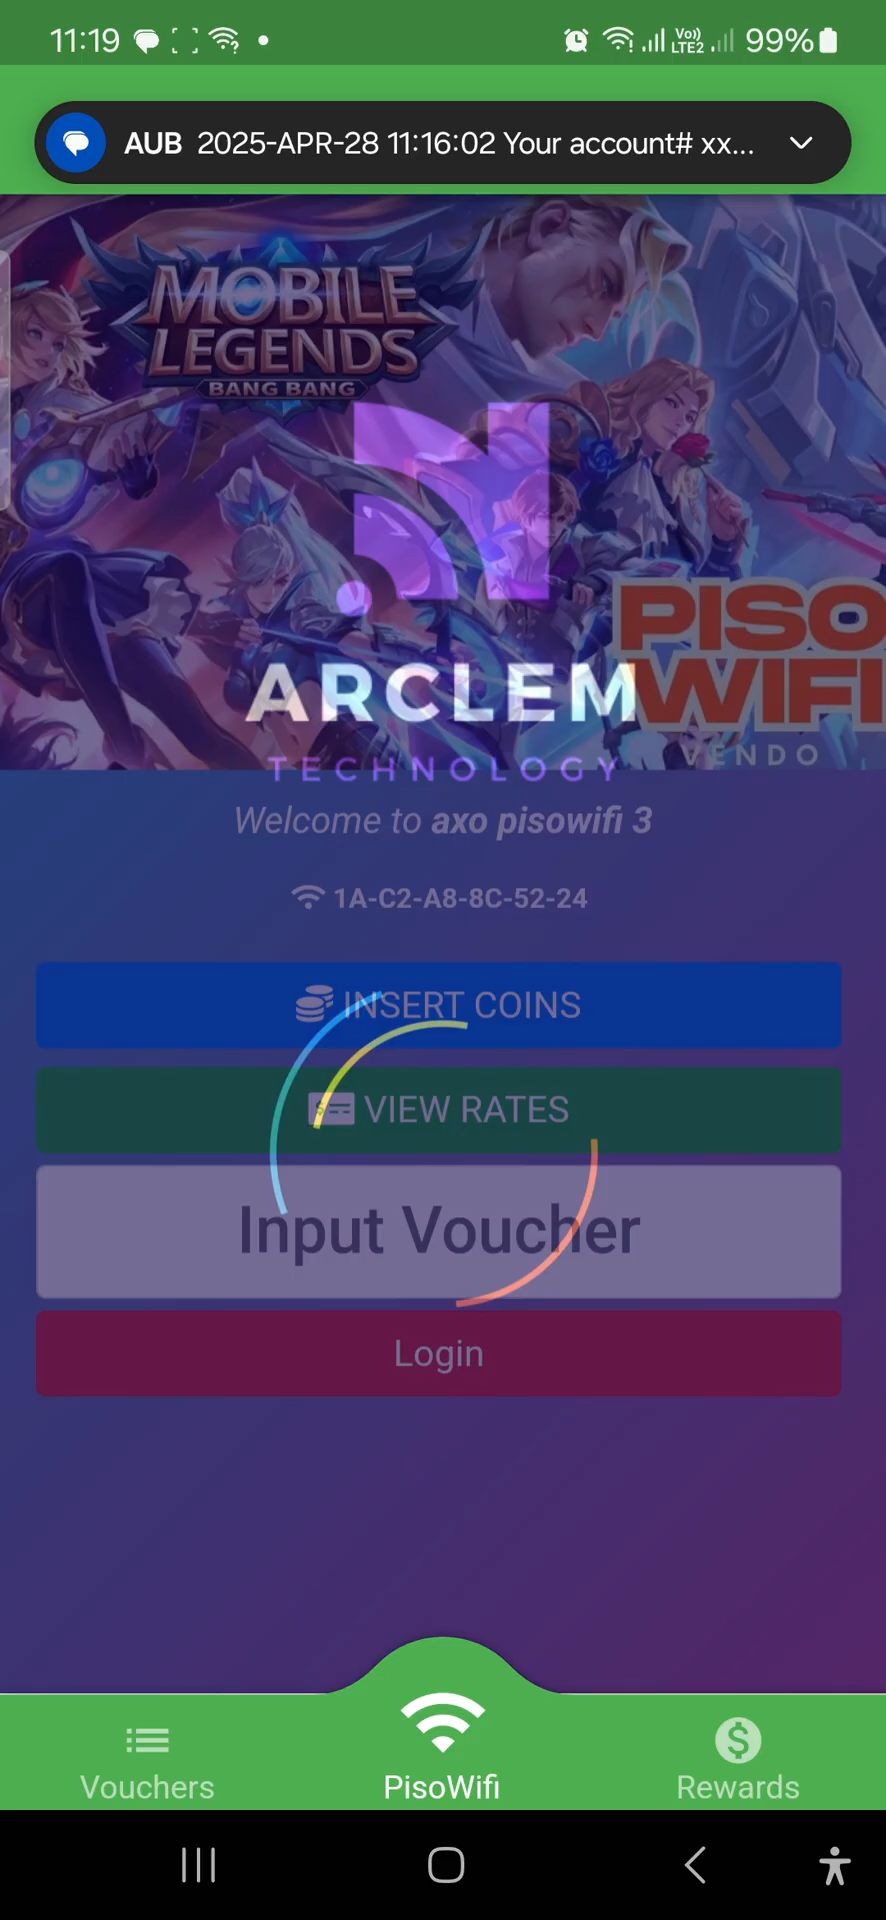 11:19
Vo))
LTE2
99%
AUB 2025-APR-28 11:16:02 Your account# xx...
MOBILE
LEGENDS
BANG BANG
PISO
WIFI
VENDO
ARCLEM
TECHNOLOGY
Welcome to axo pisowifi 3
1A-C2-A8-8C-52-24
INSERT COINS
VIEW RATES
Input Voucher
Login
Vouchers
PisoWifi
Rewards